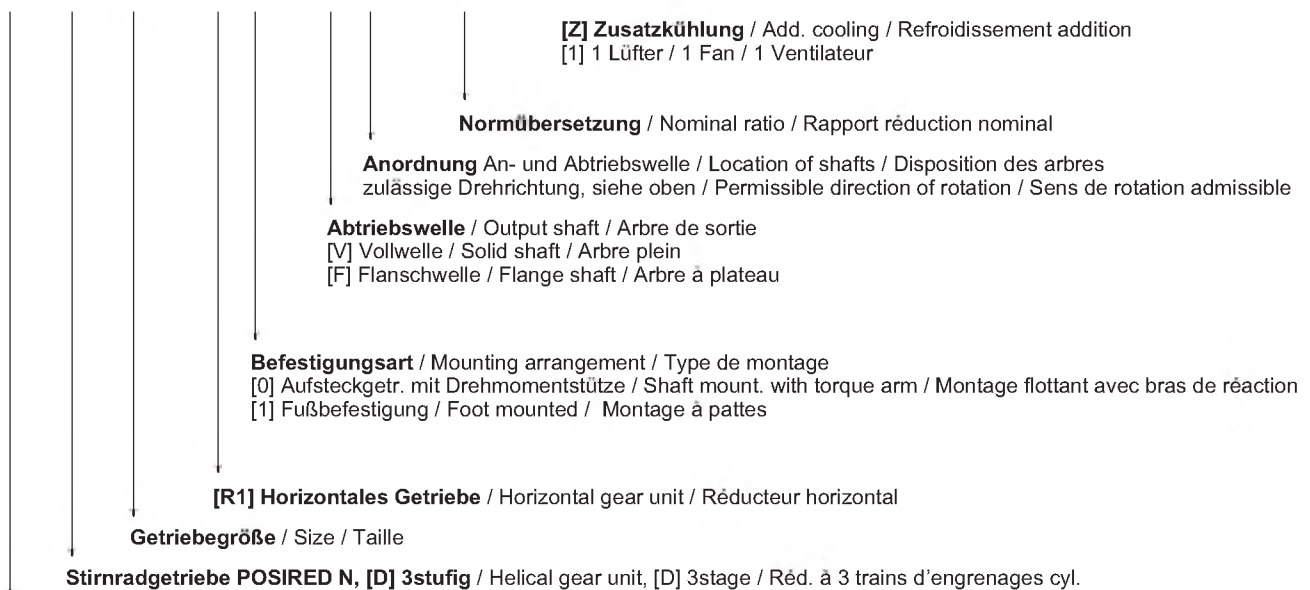 [Z] Zusatzkühlung / Add. cooling / Refroidissement addition
[1] 1 Lüfter / 1 Fan / 1 Ventilateur
Normübersetzung / Nominal ratio / Rapport réduction nominal
Anordnung An- und Abtriebswelle / Location of shafts / Disposition des arbres
zulässige Drehrichtung, siehe oben / Permissible direction of rotation / Sens de rotation admissible
Abtriebswelle / Output shaft / Arbre de sortie
[V] Vollwelle / Solid shaft / Arbre plein
[F] Flanschwelle / Flange shaft / Arbre à plateau
Befestigungsart / Mounting arrangement / Type de montage
[0] Aufsteckgetr. mit Drehmomentstütze / Shaft mount. with torque arm / Montage flottant avec bras de réaction
[1] Fußbefestigung / Foot mounted / Montage à pattes
[R1] Horizontales Getriebe / Horizontal gear unit / Réducteur horizontal
Getriebegröße / Size / Taille
Stirnradgetriebe POSIRED N, [D] 3stufig / Helical gear unit, [D] 3stage / Réd. à 3 trains d'engrenages cyl.